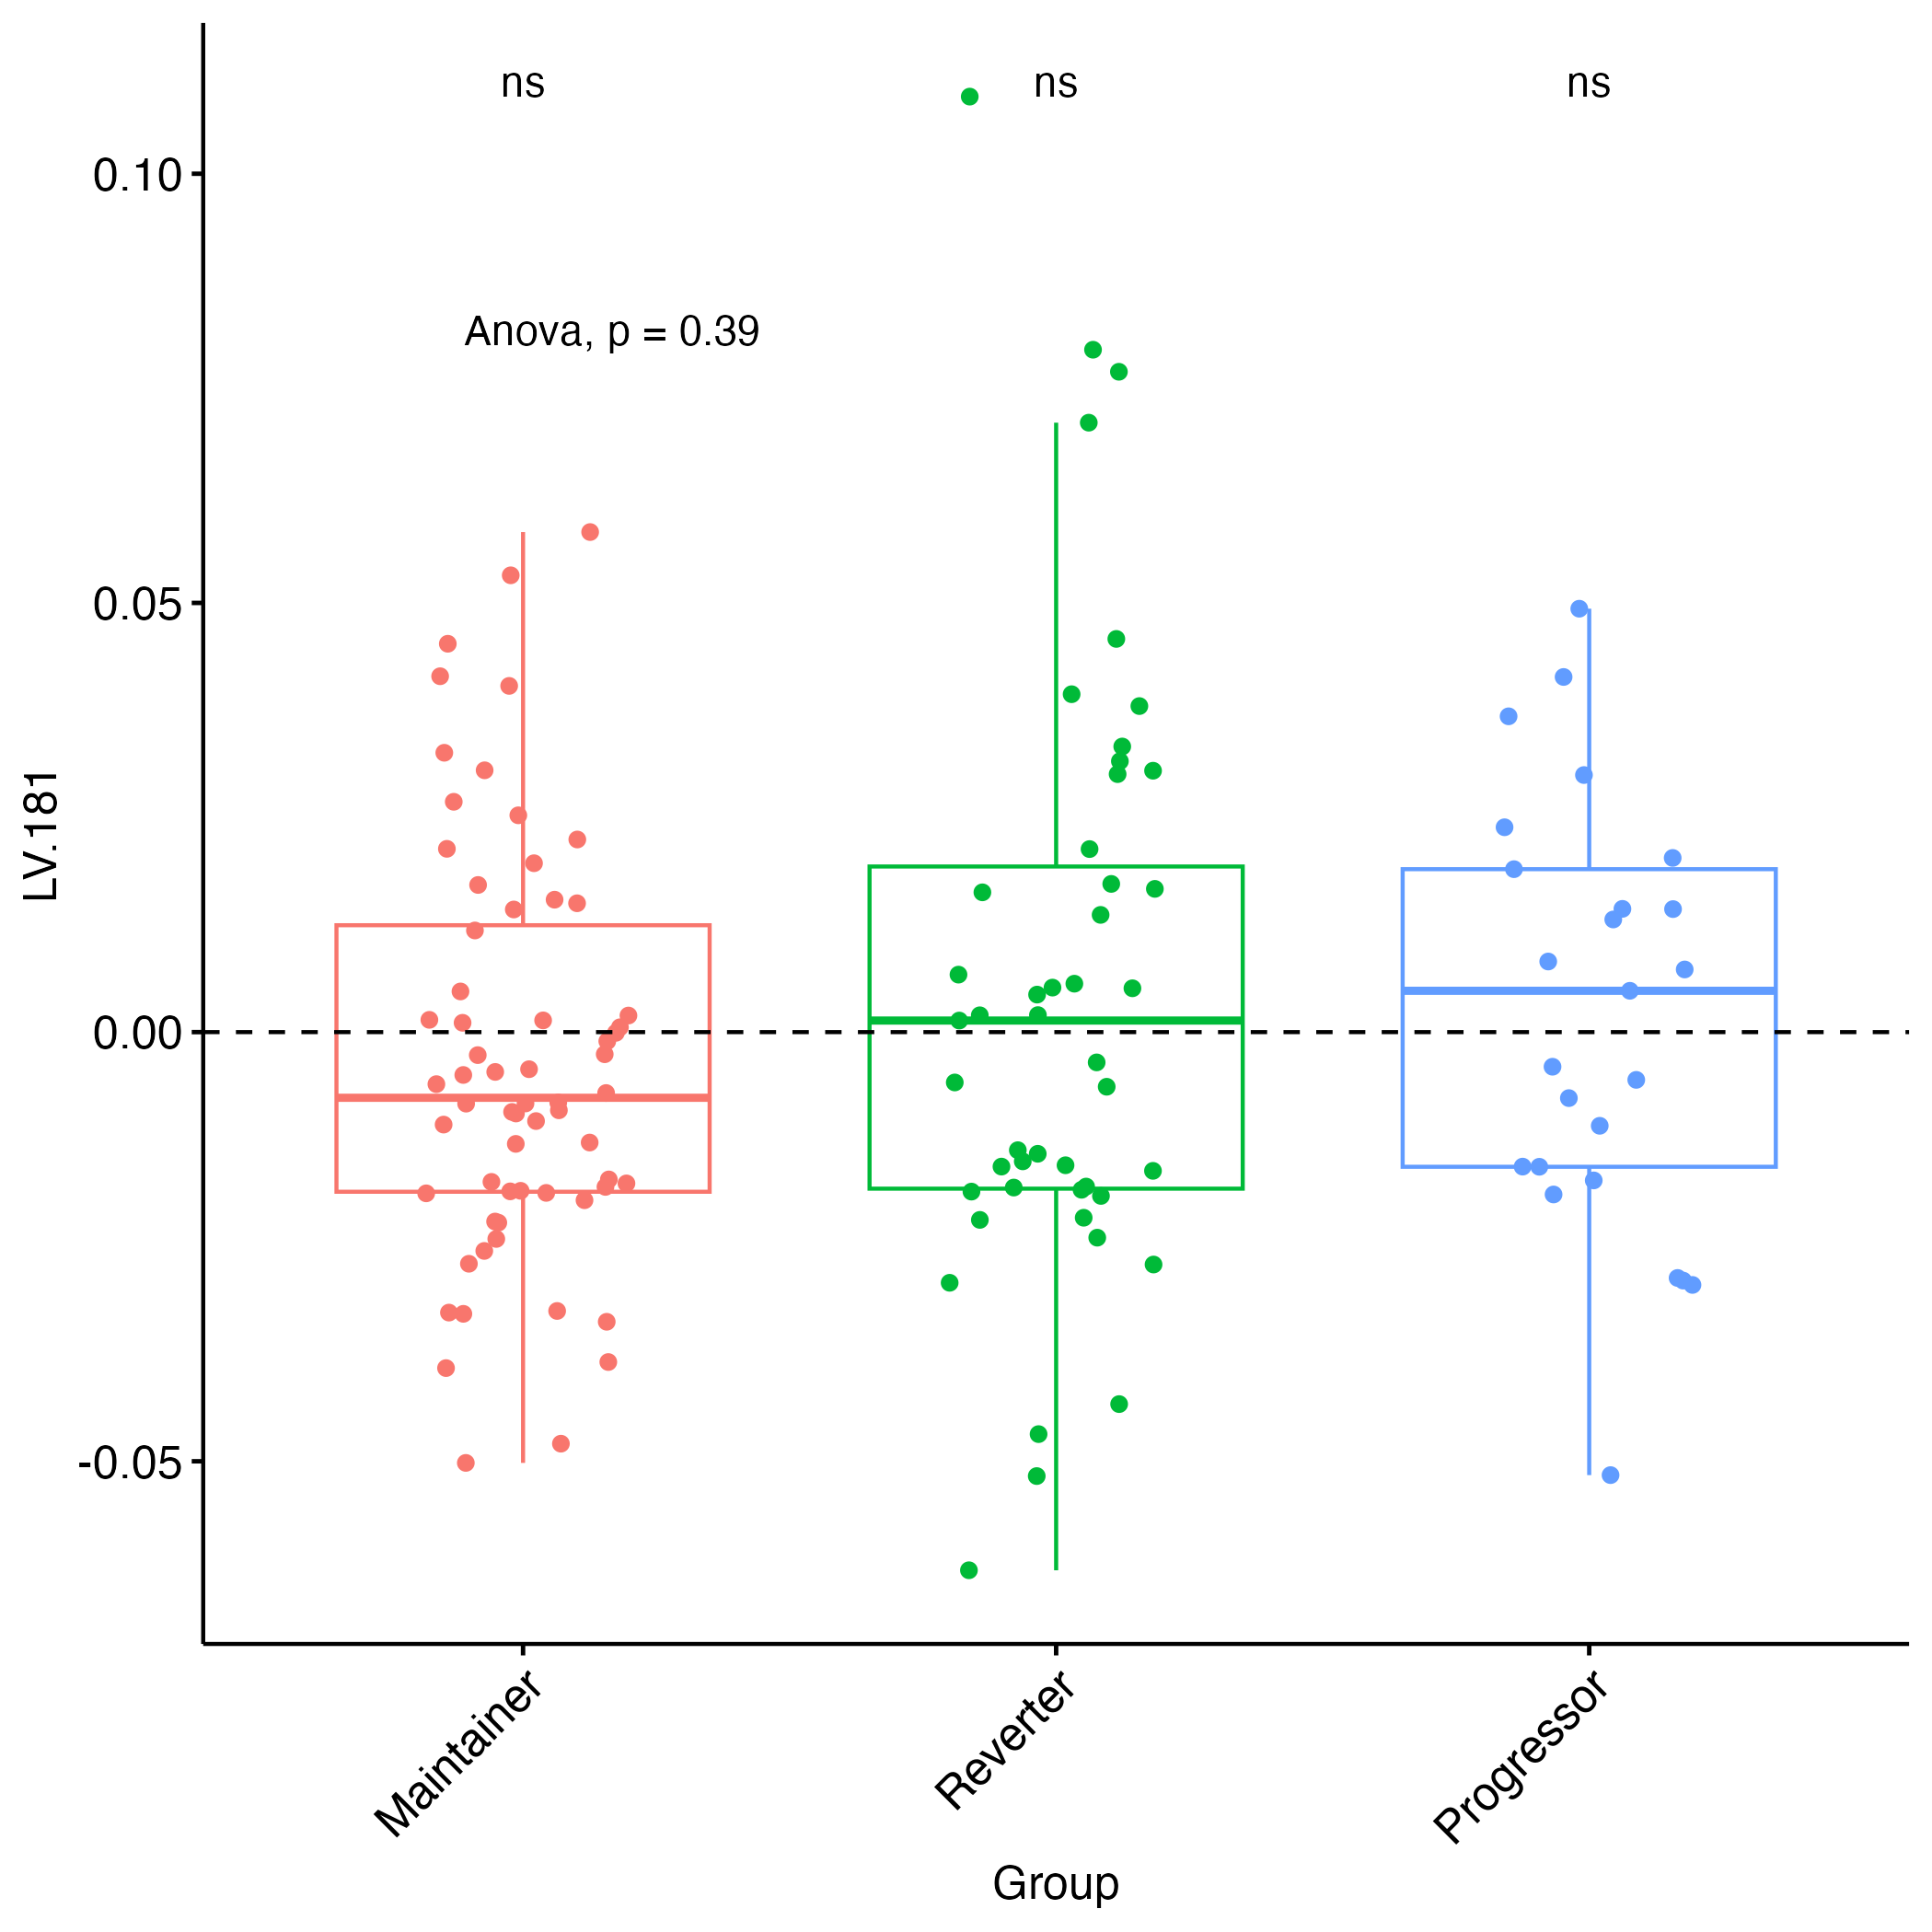 ns ns ns
0.10
Anova, p = 0.39
0.05
LV.181
0.00
-0.05
Maintainer Reverter Progressor
Group